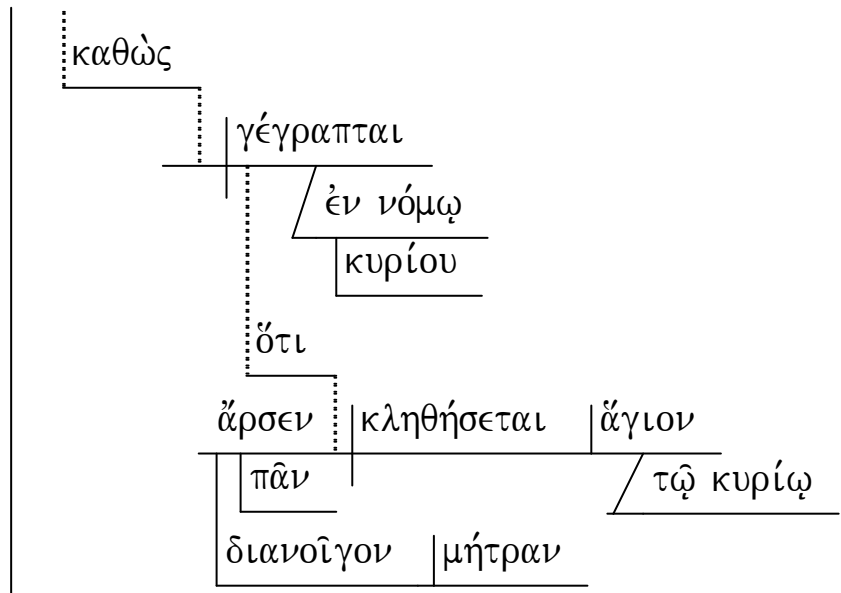 καθὼς
γέγραπται
ἐν νόμῳ
κυρίου
ὅτι
ἄρσεν κληθήσεται ἅγιον
πᾶν τῷ κυρίῳ
διανοῖγον μήτραν